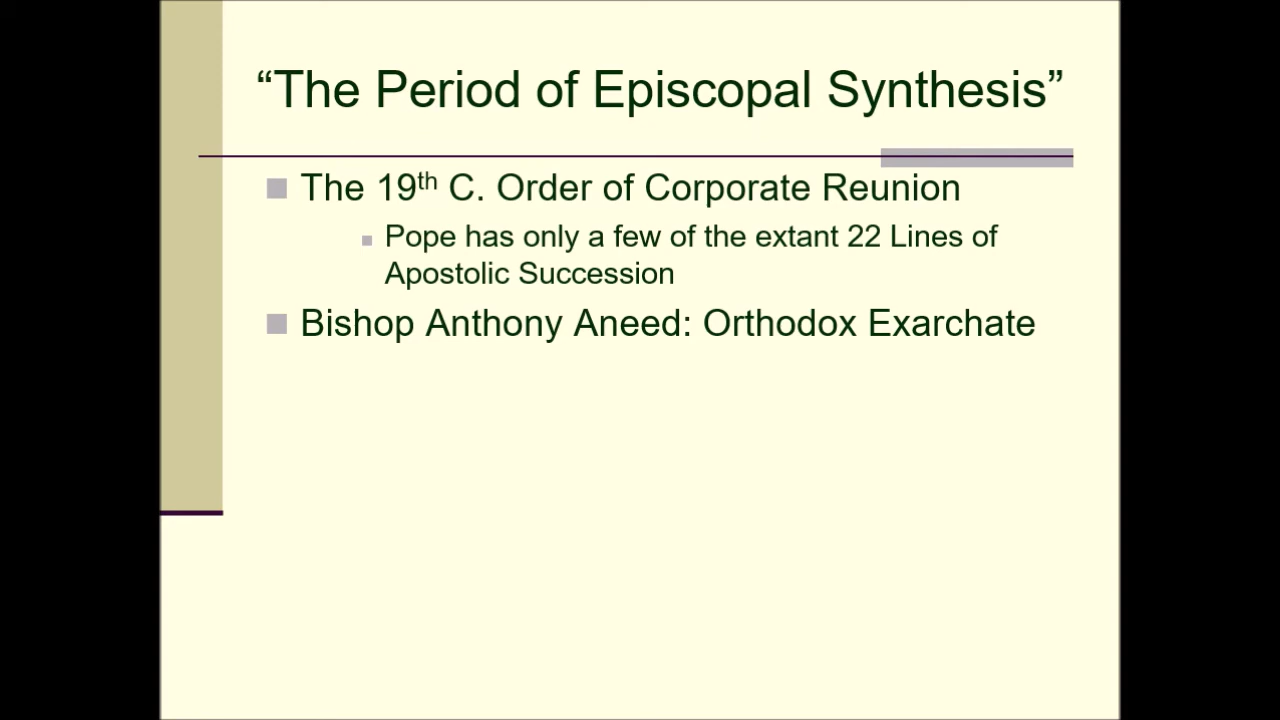 “The Period of Episcopal Synthesis”
The 19th C. Order of Corporate Reunion
Pope has only a few of the extant 22 Lines of
Apostolic Succession
Bishop Anthony Aneed: Orthodox Exarchate